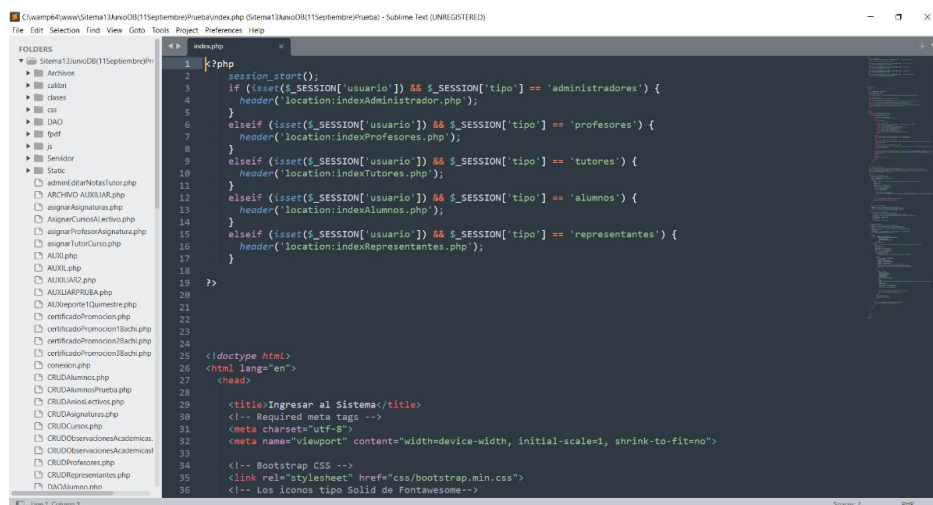 C:\wamp64\www\Sitema13JunioDB(11Septiembre)Prueba\index.php (Sitema13JunioDB(11Septiembre)Prueba) - Sublime Text (UNREGISTERED)
File Edit Selection Find View Goto Tools Project Preferences Help
FOLDERS
Sitema13JunioDB(11Septiembre)Pr
Archivos
calibri
clases
css
DAO
fpdf
js
Servidor
Static
adminEditarNotasTutor.php
ARCHIVO AUXILIAR.php
asignarAsignaturas.php
AsignarCursosALectivo.php
asignarProfesorAsignatura.php
asignarTutorCurso.php
AUXI.php
AUXIL.php
AUXILIAR2.php
AUXLIARPRUBA.php
AUXreporte1Quimestre.php
certificadoPromocion.php
certificadoPromocion1Bachi.php
certificadoPromocion2Bachi.php
certificadoPromocion3Bachi.php
conexion.php
CRUDAlumnos.php
CRUDAlumnosPrueba.php
CRUDAniosLectivos.php
CRUDAsignaturas.php
CRUDCursos.php
CRUDObservacionesAcademicas.
CRUDObservacionesAcademicasI
CRUDProfesores.php
CRUDRepresentantes.php
DAOAlumno.php
index.php
1 <?php
2 session_start();
3 if (isset($_SESSION['usuario']) && $_SESSION['tipo'] == 'administradores') {
4 header('location:indexAdministrador.php');
5 }
6 elseif (isset($_SESSION['usuario']) && $_SESSION['tipo'] == 'profesores') {
7 header('location:indexProfesores.php');
8 }
9 elseif (isset($_SESSION['usuario']) && $_SESSION['tipo'] == 'tutores') {
10 header('location:indexTutores.php');
11 }
12 elseif (isset($_SESSION['usuario']) && $_SESSION['tipo'] == 'alumnos') {
13 header('location:indexAlumnos.php');
14 }
15 elseif (isset($_SESSION['usuario']) && $_SESSION['tipo'] == 'representantes') {
16 header('location:indexRepresentantes.php');
17 }
18
19 ?>
20
21
22
23
24
25 <!doctype html>
26 <html lang="en">
27 <head>
28
29 <title>Ingresar al Sistema</title>
30 <!-- Required meta tags -->
31 <meta charset="utf-8">
32 <meta name="viewport" content="width=device-width, initial-scale=1, shrink-to-fit=no">
33
34 <!-- Bootstrap CSS -->
35 <link rel="stylesheet" href="css/bootstrap.min.css">
36 <!-- Los iconos tipo Solid de Fontawesome-->
Line 1, Column 1
Spaces: 2
PHP